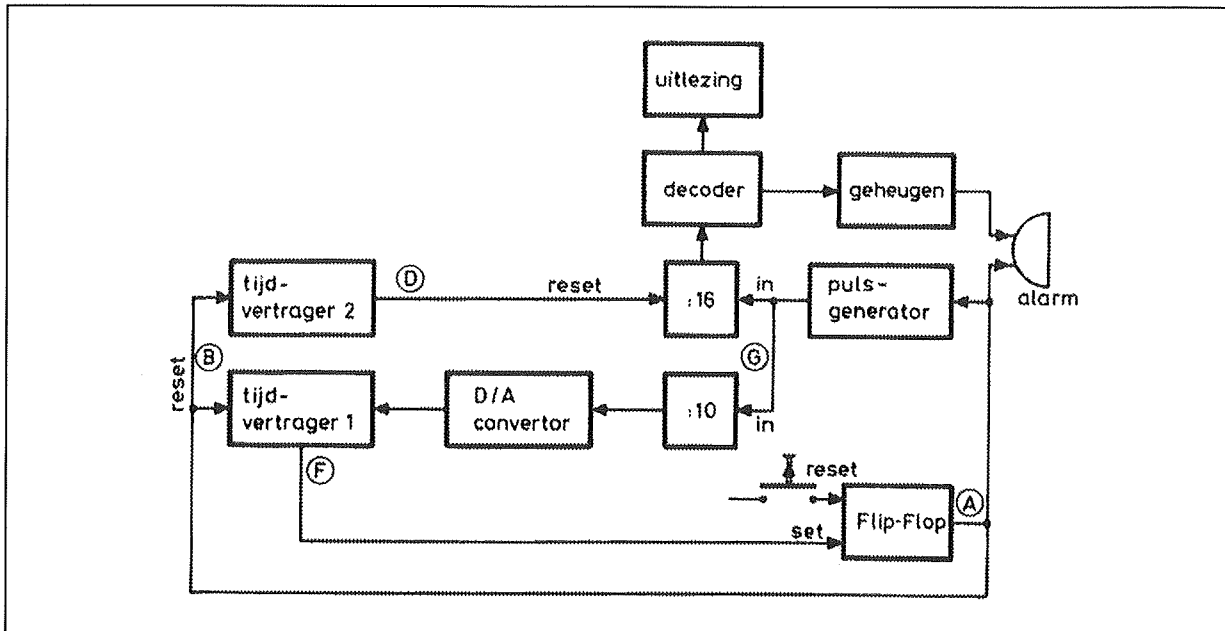 uitlezing
decoder
geheugen
tijd-
vertrager 2
D
reset
:16
in
puls-
generator
alarm
reset
B
G
tijd-
vertrager 1
D/A
convertor
:10
in
F
reset
A
Flip-Flop
set